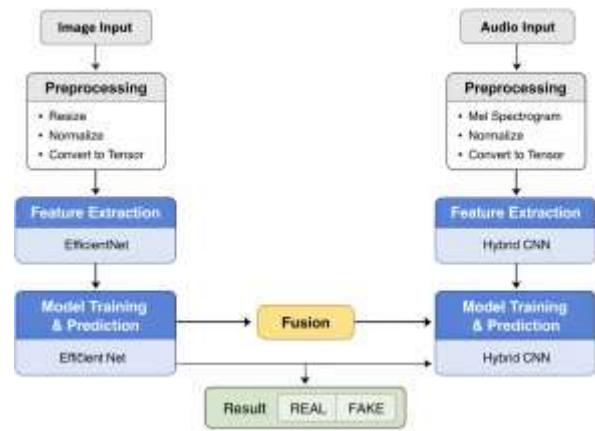 Image Input
Preprocessing
• Resize
• Normalize
• Convert to Tensor
Feature Extraction
EfficientNet
Model Training
& Prediction
Efficient Net
Fusion
Audio Input
Preprocessing
• Mel Spectrogram
• Normalize
• Convert to Tensor
Feature Extraction
Hybrid CNN
Model Training
& Prediction
Hybrid CNN
Result REAL FAKE